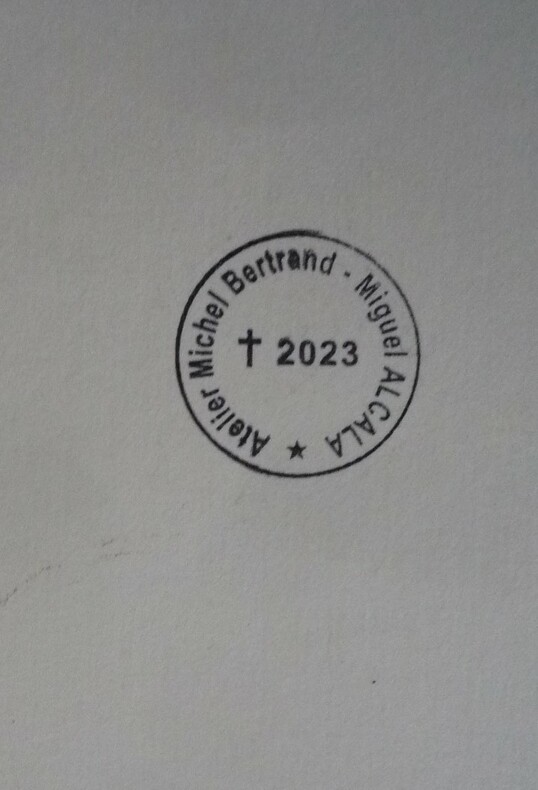 Atelier Michel Bertrand - Miguel ALCALA
† 2023
★